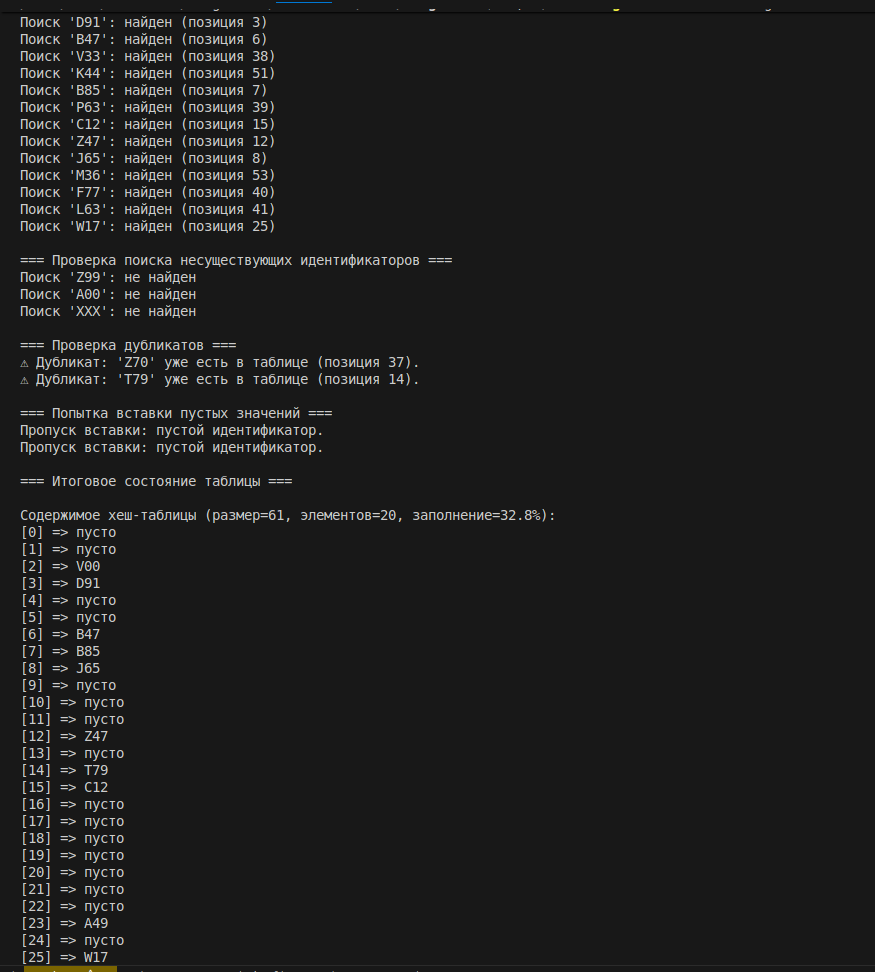 Поиск 'D91': найден (позиция 3)
Поиск 'B47': найден (позиция 6)
Поиск 'V33': найден (позиция 38)
Поиск 'K44': найден (позиция 51)
Поиск 'B85': найден (позиция 7)
Поиск 'P63': найден (позиция 39)
Поиск 'C12': найден (позиция 15)
Поиск 'Z47': найден (позиция 12)
Поиск 'J65': найден (позиция 8)
Поиск 'M36': найден (позиция 53)
Поиск 'F77': найден (позиция 40)
Поиск 'L63': найден (позиция 41)
Поиск 'W17': найден (позиция 25)
=== Проверка поиска несуществующих идентификаторов ===
Поиск 'Z99': не найден
Поиск 'A00': не найден
Поиск 'XXX': не найден
=== Проверка дубликатов ===
⚠ Дубликат: 'Z70' уже есть в таблице (позиция 37).
⚠ Дубликат: 'T79' уже есть в таблице (позиция 14).
=== Попытка вставки пустых значений ===
Пропуск вставки: пустой идентификатор.
Пропуск вставки: пустой идентификатор.
=== Итоговое состояние таблицы ===
Содержимое хеш-таблицы (размер=61, элементов=20, заполнение=32.8%):
[0] => пусто
[1] => пусто
[2] => V00
[3] => D91
[4] => пусто
[5] => пусто
[6] => B47
[7] => B85
[8] => J65
[9] => пусто
[10] => пусто
[11] => пусто
[12] => Z47
[13] => пусто
[14] => T79
[15] => C12
[16] => пусто
[17] => пусто
[18] => пусто
[19] => пусто
[20] => пусто
[21] => пусто
[22] => пусто
[23] => A49
[24] => пусто
[25] => W17